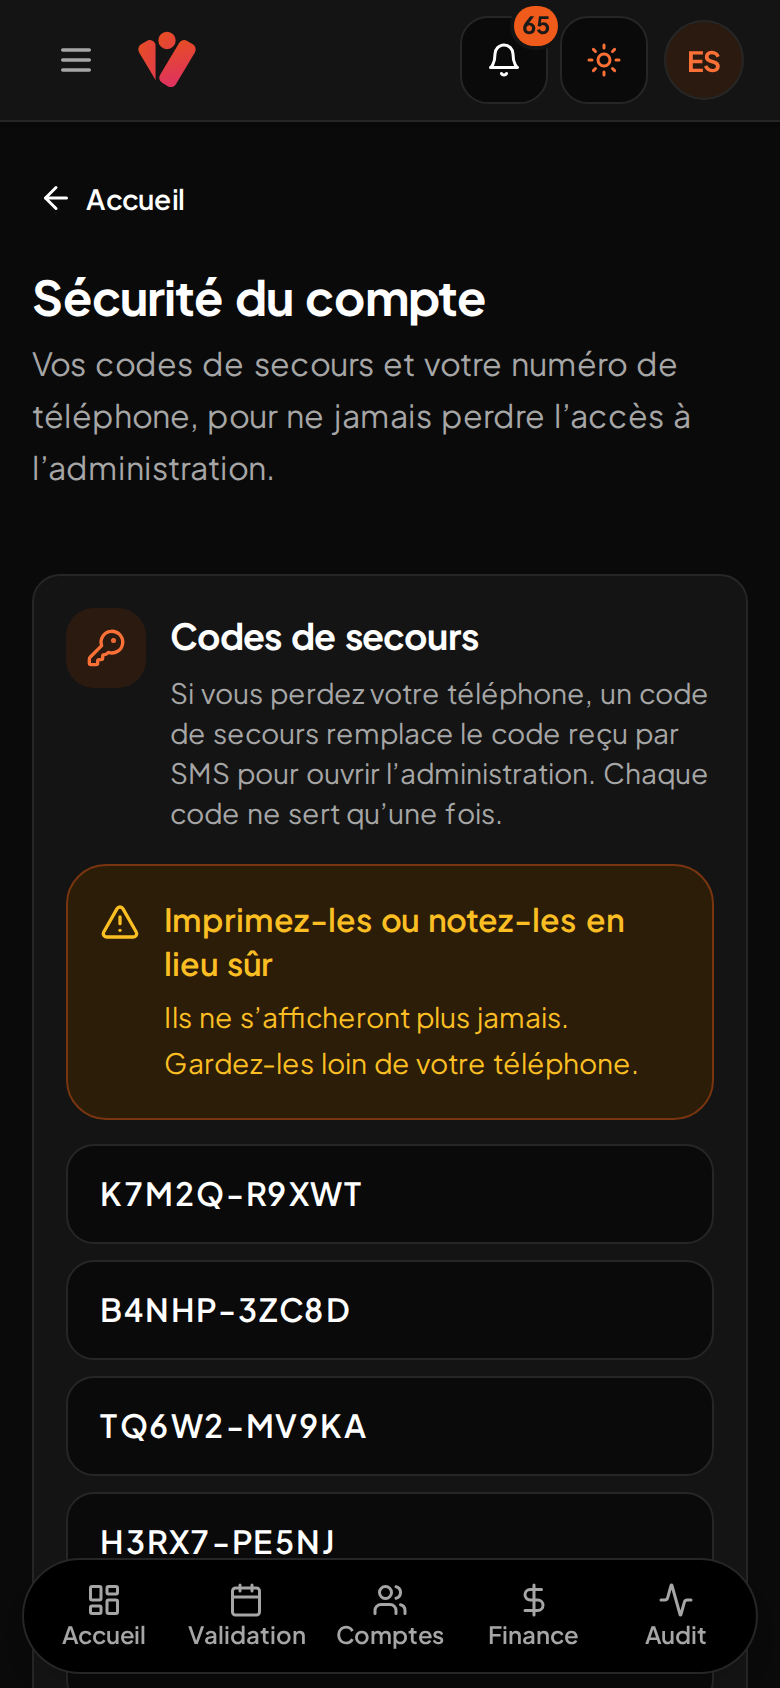 65
ES
Accueil
Sécurité du compte
Vos codes de secours et votre numéro de
téléphone, pour ne jamais perdre l’accès à
l’administration.
Codes de secours
Si vous perdez votre téléphone, un code
de secours remplace le code reçu par
SMS pour ouvrir l’administration. Chaque
code ne sert qu’une fois.
Imprimez-les ou notez-les en
lieu sûr
Ils ne s’afficheront plus jamais.
Gardez-les loin de votre téléphone.
K7M2Q-R9XWT
B4NHP-3ZC8D
TQ6W2-MV9KA
H3RX7-PE5NJ
Accueil
Validation
Comptes
Finance
Audit